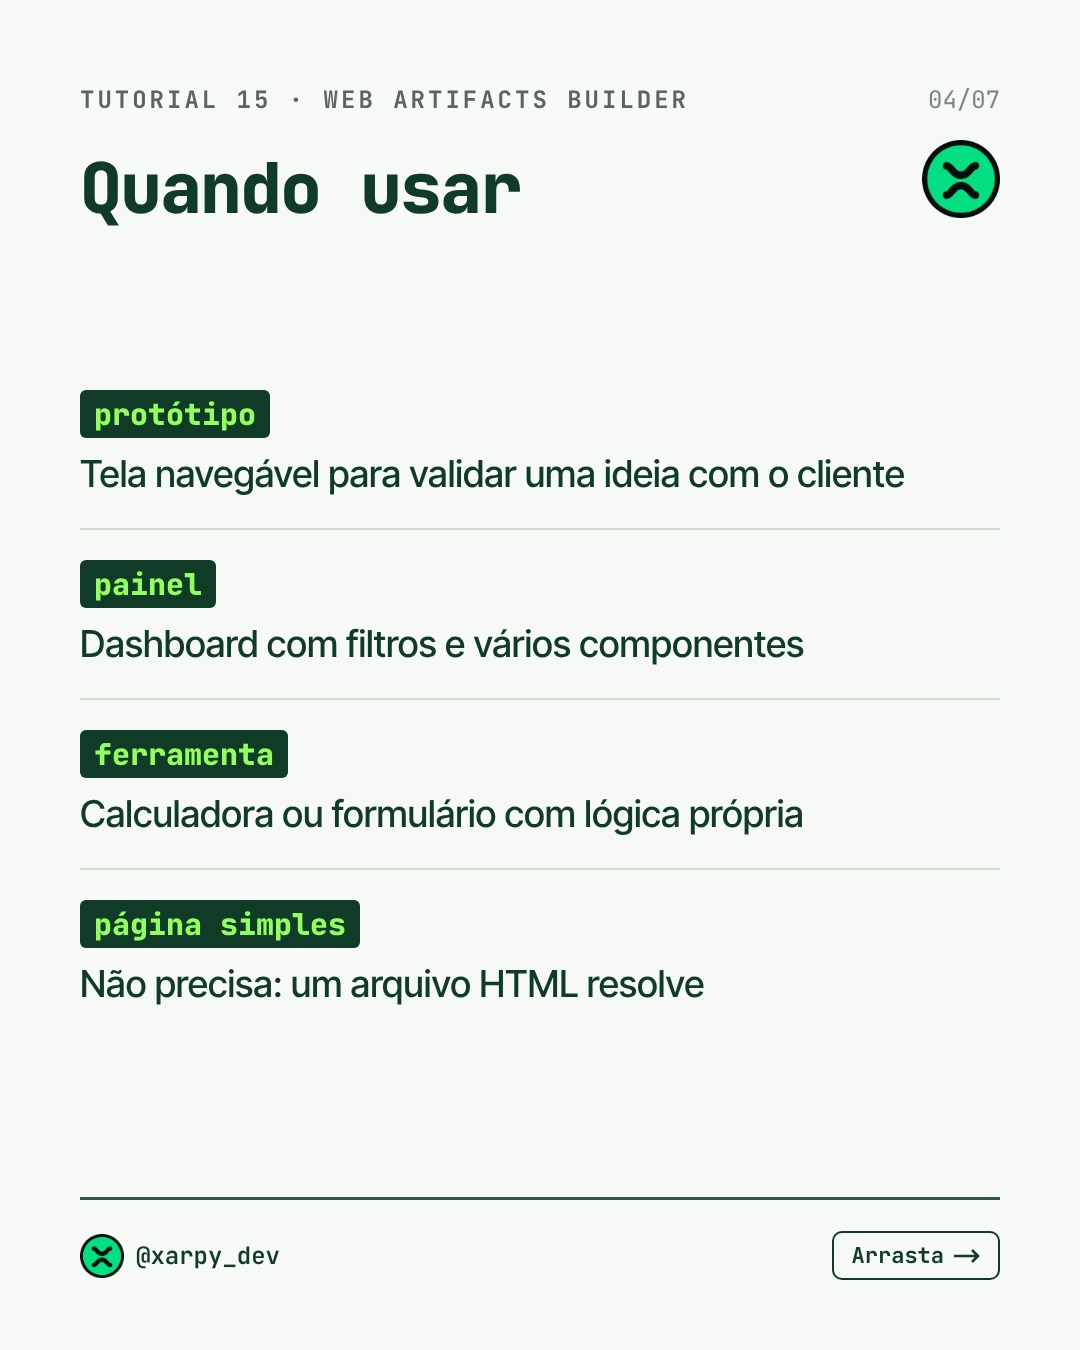 TUTORIAL 15 · WEB ARTIFACTS BUILDER
04/07
Quando usar
protótipo
Tela navegável para validar uma ideia com o cliente
painel
Dashboard com filtros e vários componentes
ferramenta
Calculadora ou formulário com lógica própria
página simples
Não precisa: um arquivo HTML resolve
@xarpy_dev
Arrasta →